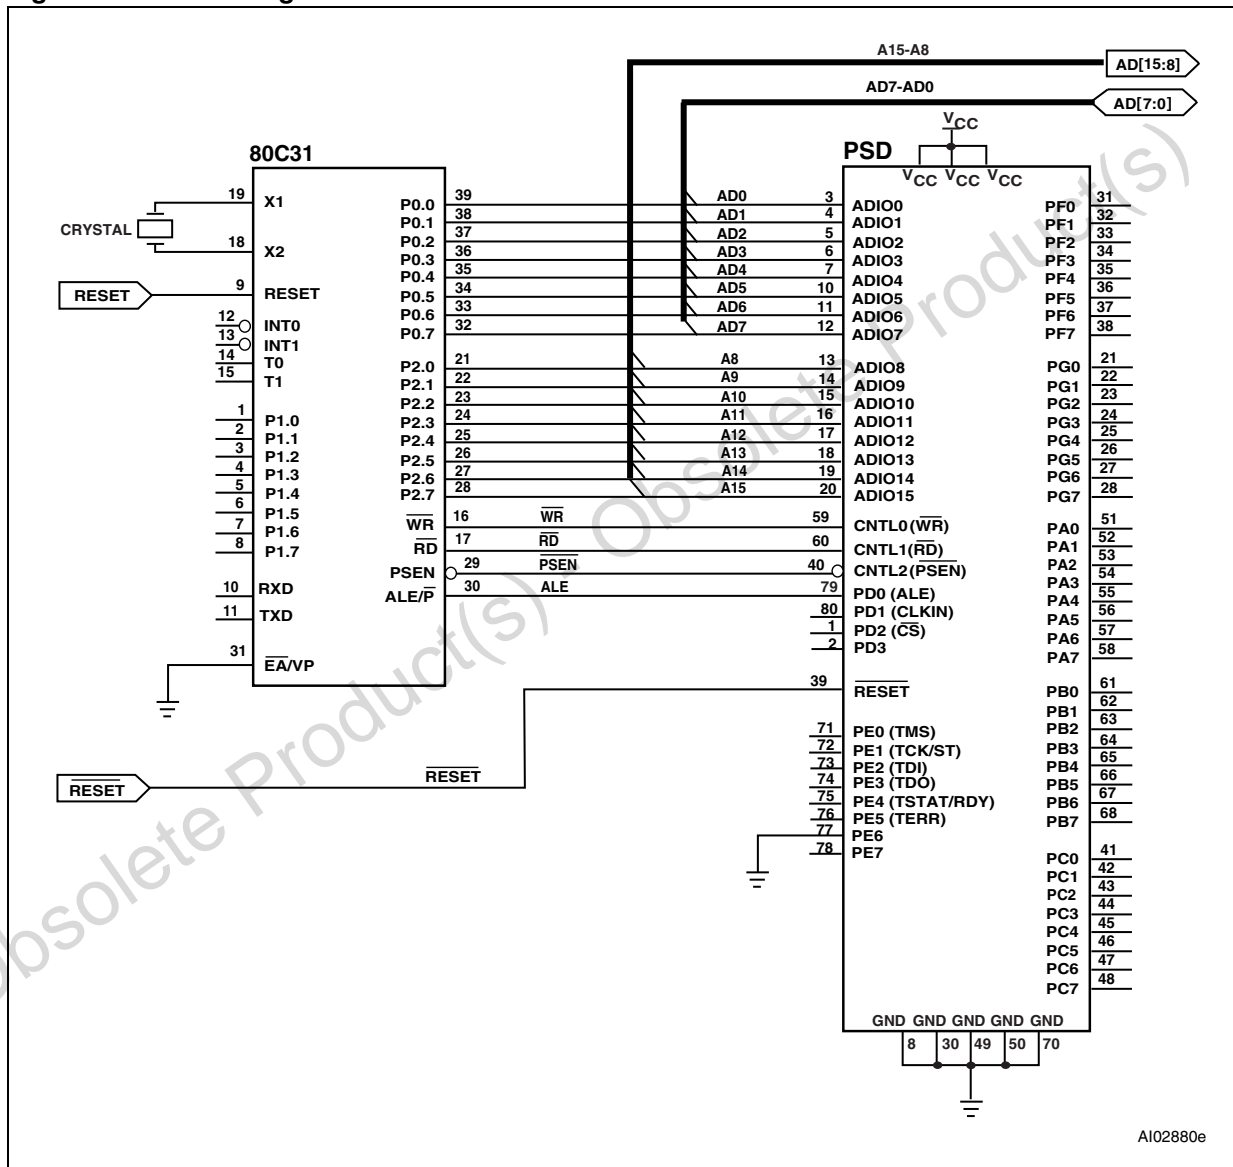 A15-A8
AD[15:8]
AD7-AD0
AD[7:0]
VCC
80C31
PSD
VCC VCC VCC
19 X1
CRYSTAL
18 X2
RESET 9 RESET
12 INT0
13 INT1
14 T0
15 T1
1 P1.0
2 P1.1
3 P1.2
4 P1.3
5 P1.4
6 P1.5
7 P1.6
8 P1.7
10 RXD
11 TXD
31 EA/VP
P0.0 39 AD0 3 ADIO0
P0.1 38 AD1 4 ADIO1
P0.2 37 AD2 5 ADIO2
P0.3 36 AD3 6 ADIO3
P0.4 35 AD4 7 ADIO4
P0.5 34 AD5 10 ADIO5
P0.6 33 AD6 11 ADIO6
P0.7 32 AD7 12 ADIO7
P2.0 21 A8 13 ADIO8
P2.1 22 A9 14 ADIO9
P2.2 23 A10 15 ADIO10
P2.3 24 A11 16 ADIO11
P2.4 25 A12 17 ADIO12
P2.5 26 A13 18 ADIO13
P2.6 27 A14 19 ADIO14
P2.7 28 A15 20 ADIO15
WR 16 WR 59 CNTL0(WR)
RD 17 RD 60 CNTL1(RD)
PSEN 29 PSEN 40 CNTL2(PSEN)
ALE/P 30 ALE 79 PD0 (ALE)
80 PD1 (CLKIN)
1 PD2 (CS)
2 PD3
39 RESET
RESET RESET
71 PE0 (TMS)
72 PE1 (TCK/ST)
73 PE2 (TDI)
74 PE3 (TDO)
75 PE4 (TSTAT/RDY)
76 PE5 (TERR)
77 PE6
78 PE7
PF0 31
PF1 32
PF2 33
PF3 34
PF4 35
PF5 36
PF6 37
PF7 38
PG0 21
PG1 22
PG2 23
PG3 24
PG4 25
PG5 26
PG6 27
PG7 28
PA0 51
PA1 52
PA2 53
PA3 54
PA4 55
PA5 56
PA6 57
PA7 58
PB0 61
PB1 62
PB2 63
PB3 64
PB4 65
PB5 66
PB6 67
PB7 68
PC0 41
PC1 42
PC2 43
PC3 44
PC4 45
PC5 46
PC6 47
PC7 48
GND GND GND GND GND
8 30 49 50 70
AI02880e
Obsolete Product(s) - Obsolete Product(s)